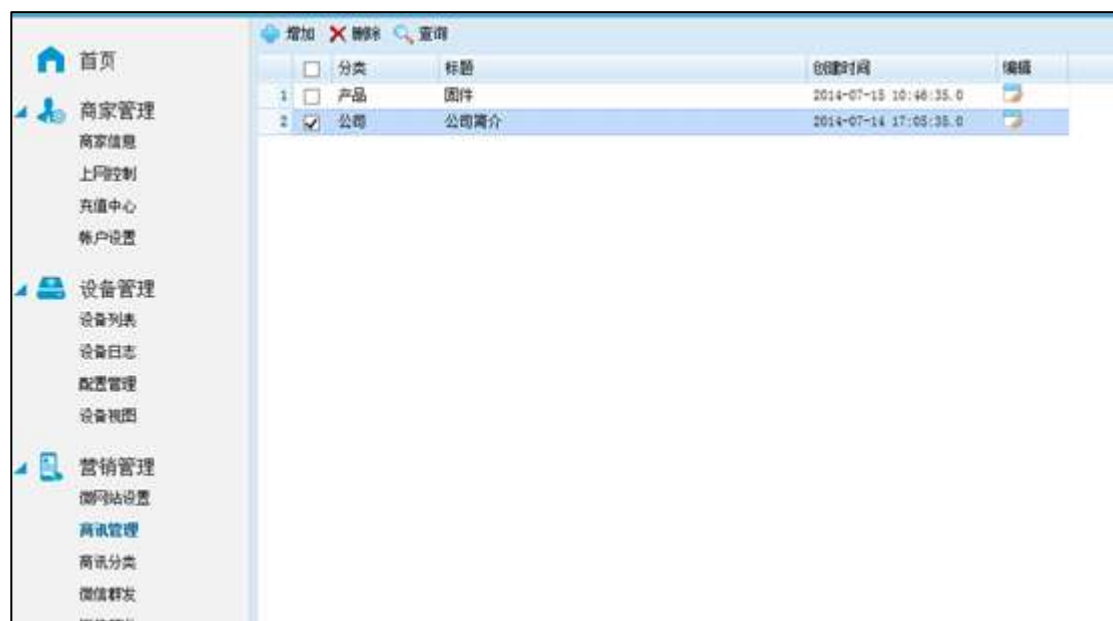 首页
商家管理
商家信息
上网控制
充值中心
帐户设置
设备管理
设备列表
设备日志
配置管理
设备视图
营销管理
微网站设置
商讯管理
商讯分类
微信群发
增加 删除 查询
分类 标题 创建时间 编辑
1 产品 固件 2014-07-15 10:46:35.0
2 公司 公司简介 2014-07-14 17:05:35.0